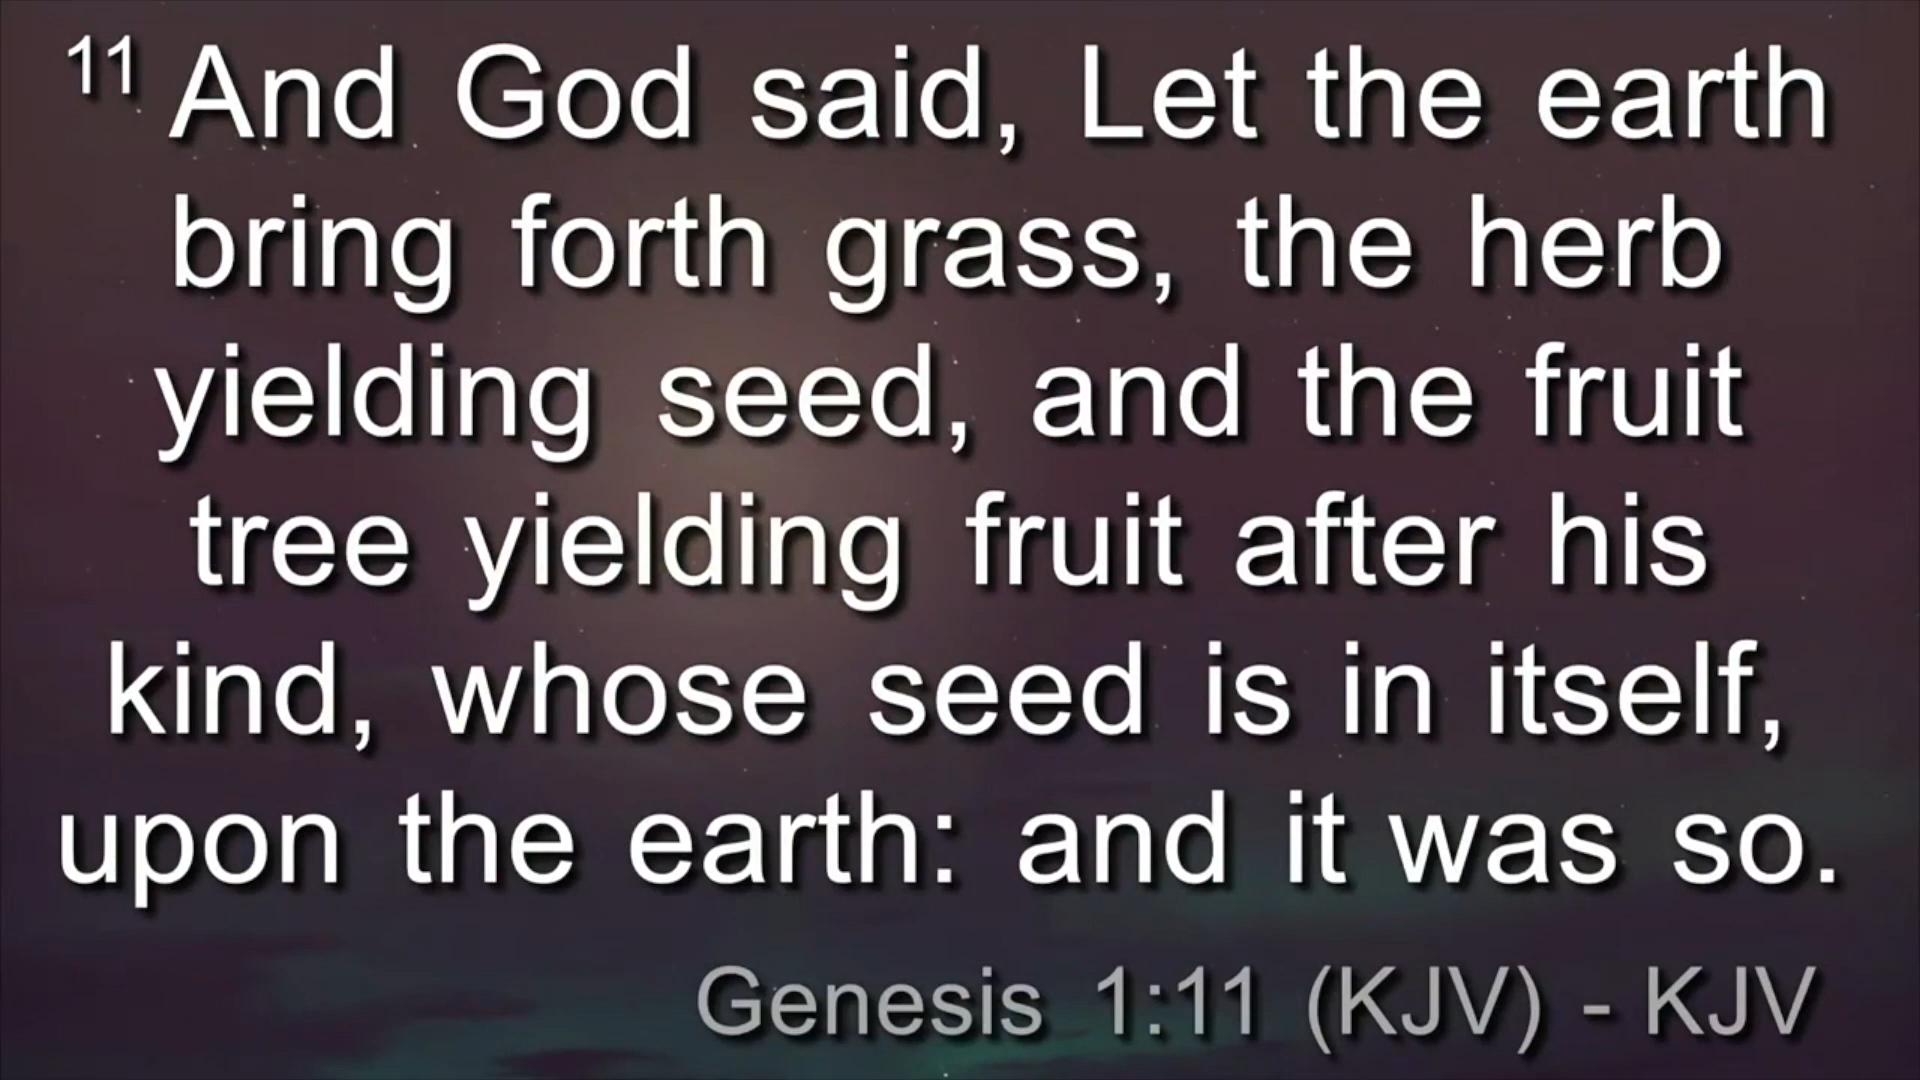 11 And God said, Let the earth
bring forth grass, the herb
yielding seed, and the fruit
tree yielding fruit after his
kind, whose seed is in itself,
upon the earth: and it was so.
Genesis 1:11 (KJV) - KJV